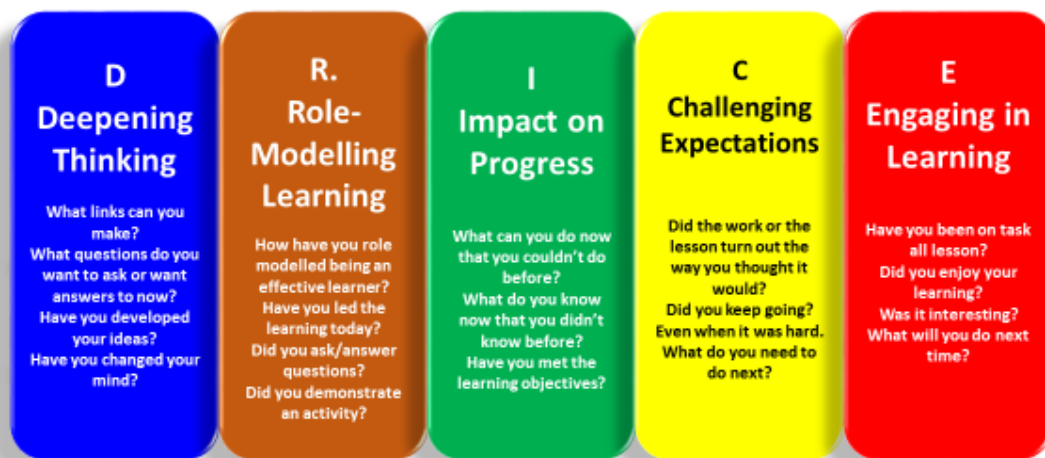 D
Deepening
Thinking
What links can you
make?
What questions do you
want to ask or want
answers to now?
Have you developed
your ideas?
Have you changed your
mind?
R.
Role-
Modelling
Learning
How have you role
modelled being an
effective learner?
Have you led the
learning today?
Did you ask/answer
questions?
Did you demonstrate
an activity?
I
Impact on
Progress
What can you do now
that you couldn't do
before?
What do you know
now that you didn't
know before?
Have you met the
learning objectives?
C
Challenging
Expectations
Did the work or the
lesson turn out the
way you thought it
would?
Did you keep going?
Even when it was hard.
What do you need to
do next?
E
Engaging in
Learning
Have you been on task
all lesson?
Did you enjoy your
learning?
Was it interesting?
What will you do next
time?